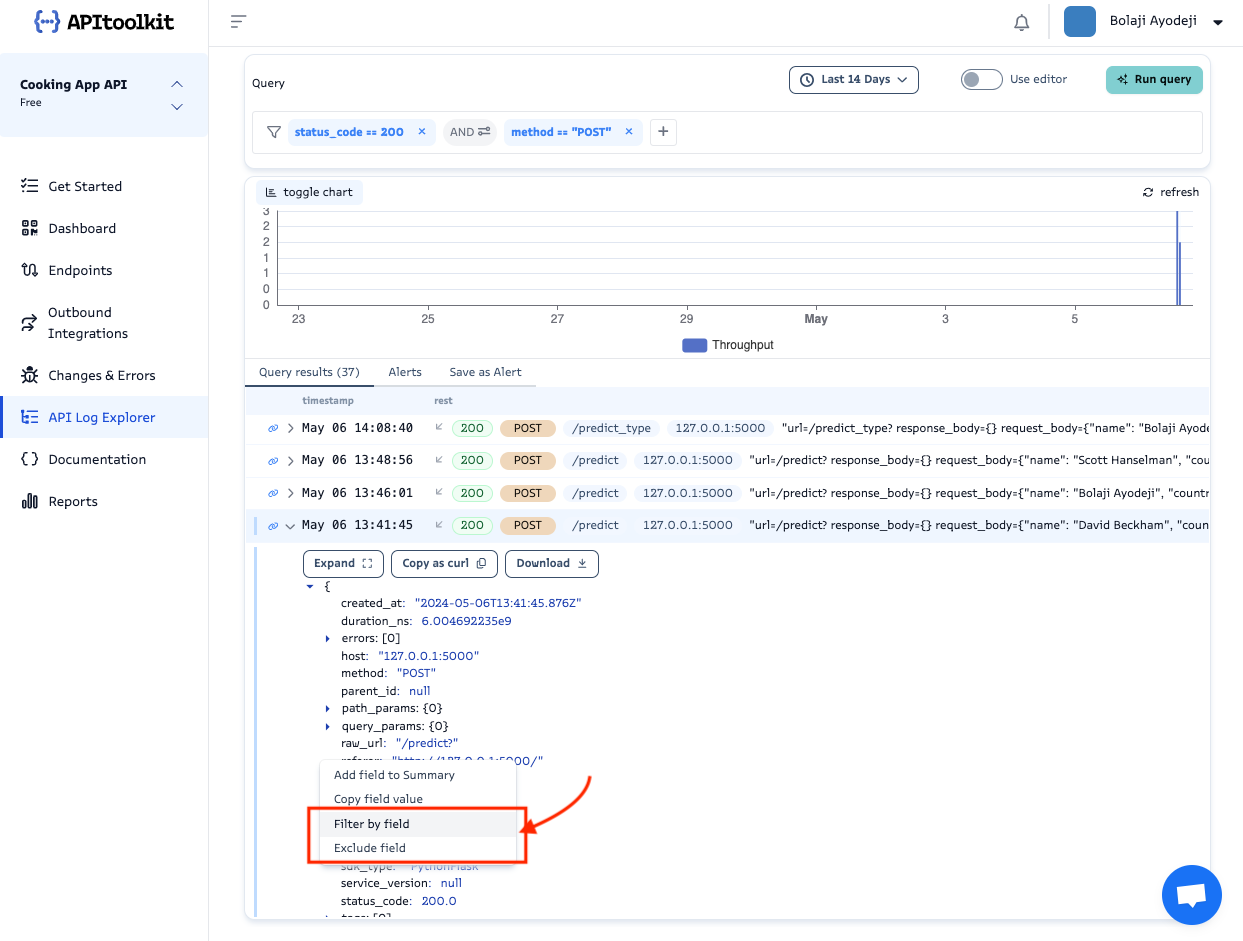 APItoolkit
Bolaji Ayodeji
Cooking App API
Free
Get Started
Dashboard
Endpoints
Outbound
Integrations
Changes & Errors
API Log Explorer
Documentation
Reports
Query
Last 14 Days
Use editor
Run query
status_code == 200 ×
AND
method == "POST" ×
+
toggle chart
refresh
3
2
2
1
1
0
0
23 25 27 29 May 3 5
Throughput
Query results (37) Alerts Save as Alert
timestamp rest
May 06 14:08:40 200 POST /predict_type 127.0.0.1:5000 "url=/predict_type? response_body={} request_body={"name": "Bolaji Ayode
May 06 13:48:56 200 POST /predict 127.0.0.1:5000 "url=/predict? response_body={} request_body={"name": "Scott Hanselman", "cou
May 06 13:46:01 200 POST /predict 127.0.0.1:5000 "url=/predict? response_body={} request_body={"name": "Bolaji Ayodeji", "countr
May 06 13:41:45 200 POST /predict 127.0.0.1:5000 "url=/predict? response_body={} request_body={"name": "David Beckham", "coun
Expand Copy as curl Download
{
created_at: "2024-05-06T13:41:45.876Z"
duration_ns: 6.004692235e9
errors: [0]
host: "127.0.0.1:5000"
method: "POST"
parent_id: null
path_params: {0}
query_params: {0}
raw_url: "/predict?"
referer: "http://127.0.0.1:5000/"
Add field to Summary
Copy field value
Filter by field
Exclude field
sdk_type: "PythonFlask"
service_version: null
status_code: 200.0
tags: [0]